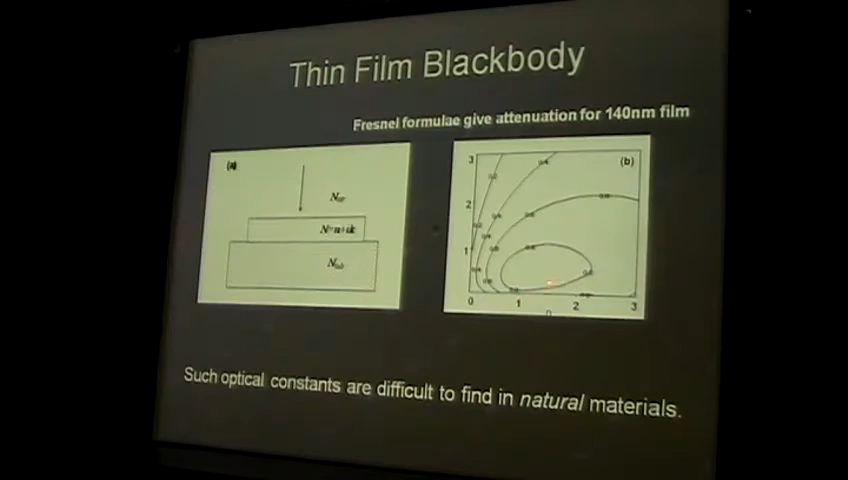 Thin Film Blackbody
Fresnel formulae give attenuation for 140nm film
(a)
N=n+ik
(b)
3
2
1
0 1 2 3
n
Such optical constants are difficult to find in natural materials.